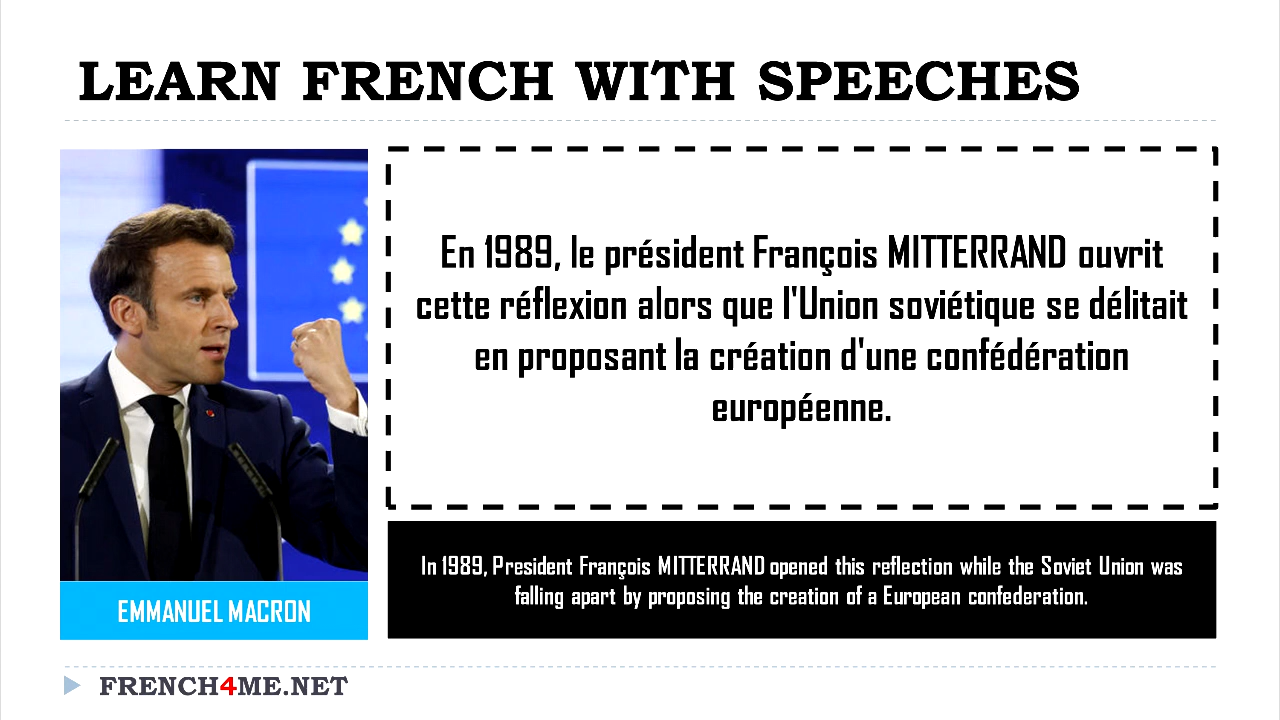 LEARN FRENCH WITH SPEECHES
En 1989, le président François MITTERRAND ouvrit
cette réflexion alors que l'Union soviétique se délitait
en proposant la création d'une confédération
européenne.
In 1989, President François MITTERRAND opened this reflection while the Soviet Union was
falling apart by proposing the creation of a European confederation.
EMMANUEL MACRON
FRENCH4ME.NET